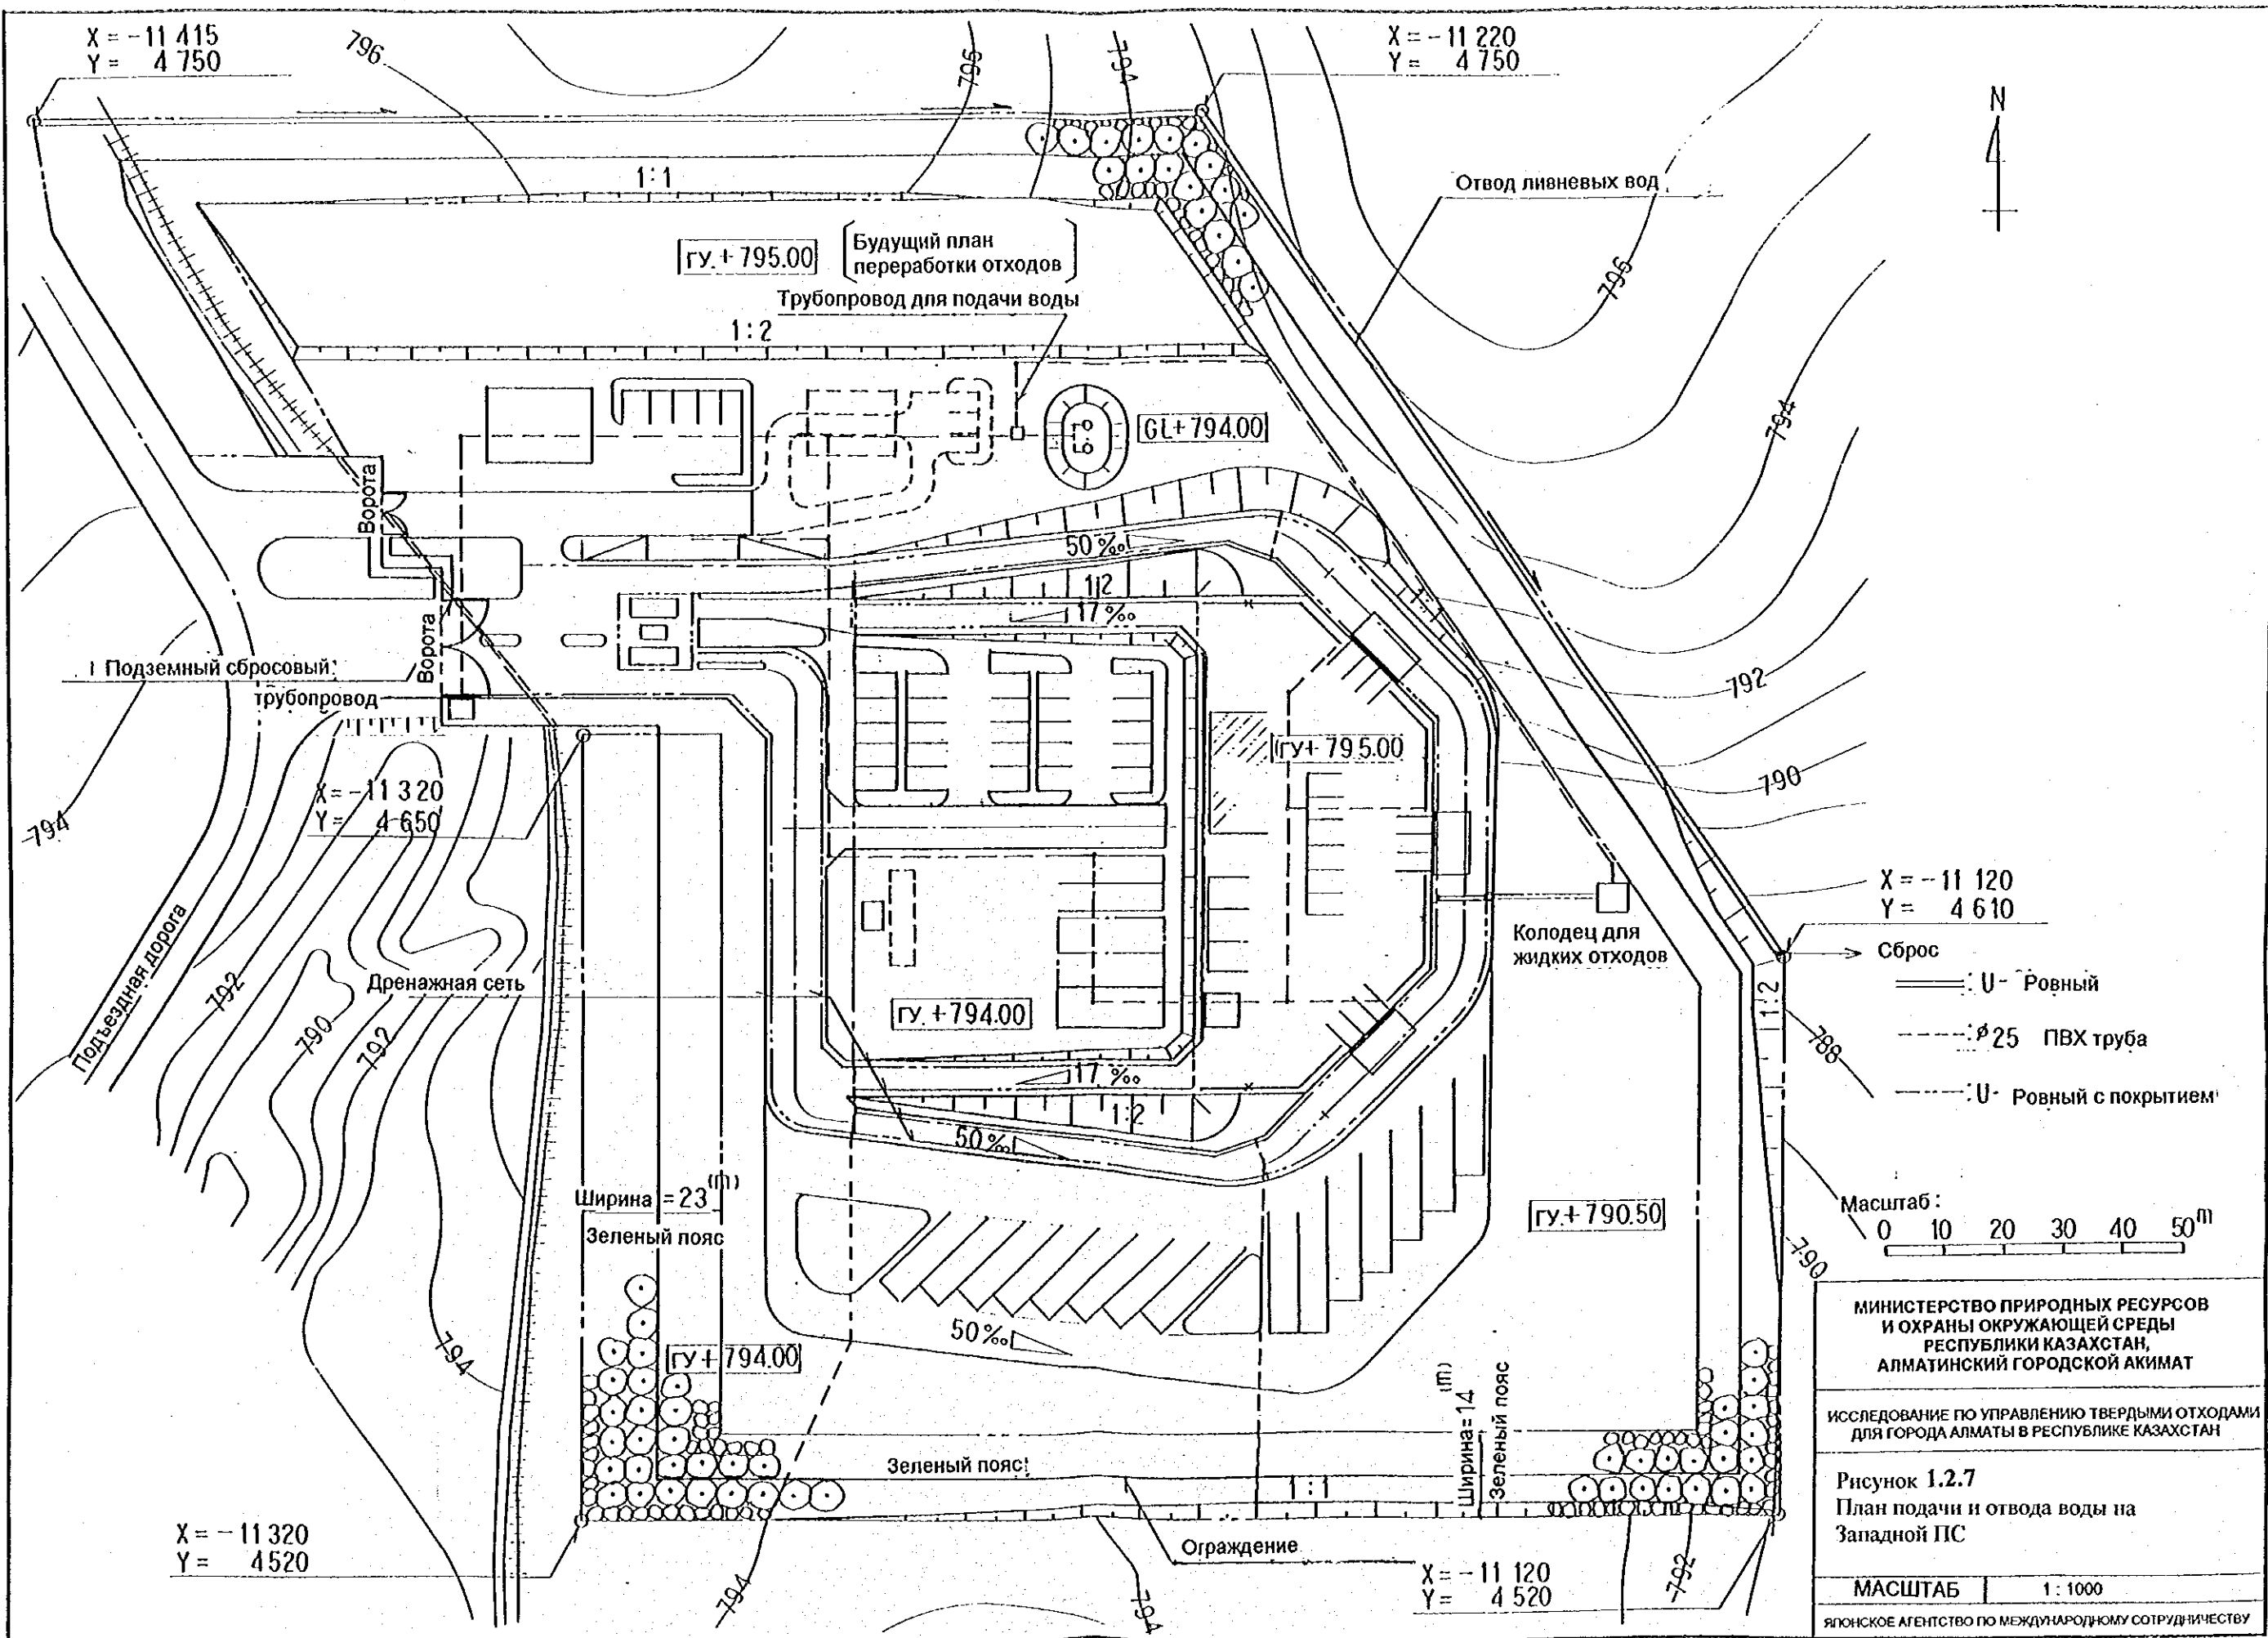 X = -11 415
Y = 4 750
796
796
794
X = -11 220
Y = 4 750
N
Отвод ливневых вод
1:1
ГУ.+ 795.00
Будущий план
переработки отходов
Трубопровод для подачи воды
1:2
796
794
GL+794.00
Ворота
50‰
1:2
17 ‰
Ворота
Подземный сбросовый
трубопровод
792
ГУ+ 795.00
790
X = -11 320
Y = 4 650
794
X = -11 120
Y = 4 610
Сброс
Колодец для
жидких отходов
: U- Ровный
1:2
:ø25 ПВХ труба
788
: U- Ровный с покрытием
Подъездная дорога
792
790
792
Дренажная сеть
ГУ.+794.00
17 ‰
1:2
50‰
Ширина = 23 (m)
Зеленый пояс
ГУ.+ 790.50
Масштаб :
0 10 20 30 40 50 m
790
794
ГУ+ 794.00
50‰
Ширина=14 (m)
Зеленый пояс
Зеленый пояс
1:1
Ограждение
X = -11 320
Y = 4520
794
794
X = -11 120
Y = 4 520
792
МИНИСТЕРСТВО ПРИРОДНЫХ РЕСУРСОВ
И ОХРАНЫ ОКРУЖАЮЩЕЙ СРЕДЫ
РЕСПУБЛИКИ КАЗАХСТАН,
АЛМАТИНСКИЙ ГОРОДСКОЙ АКИМАТ
ИССЛЕДОВАНИЕ ПО УПРАВЛЕНИЮ ТВЕРДЫМИ ОТХОДАМИ
ДЛЯ ГОРОДА АЛМАТЫ В РЕСПУБЛИКЕ КАЗАХСТАН
Рисунок 1.2.7
План подачи и отвода воды на
Западной ПС
МАСШТАБ 1 : 1000
ЯПОНСКОЕ АГЕНТСТВО ПО МЕЖДУНАРОДНОМУ СОТРУДНИЧЕСТВУ